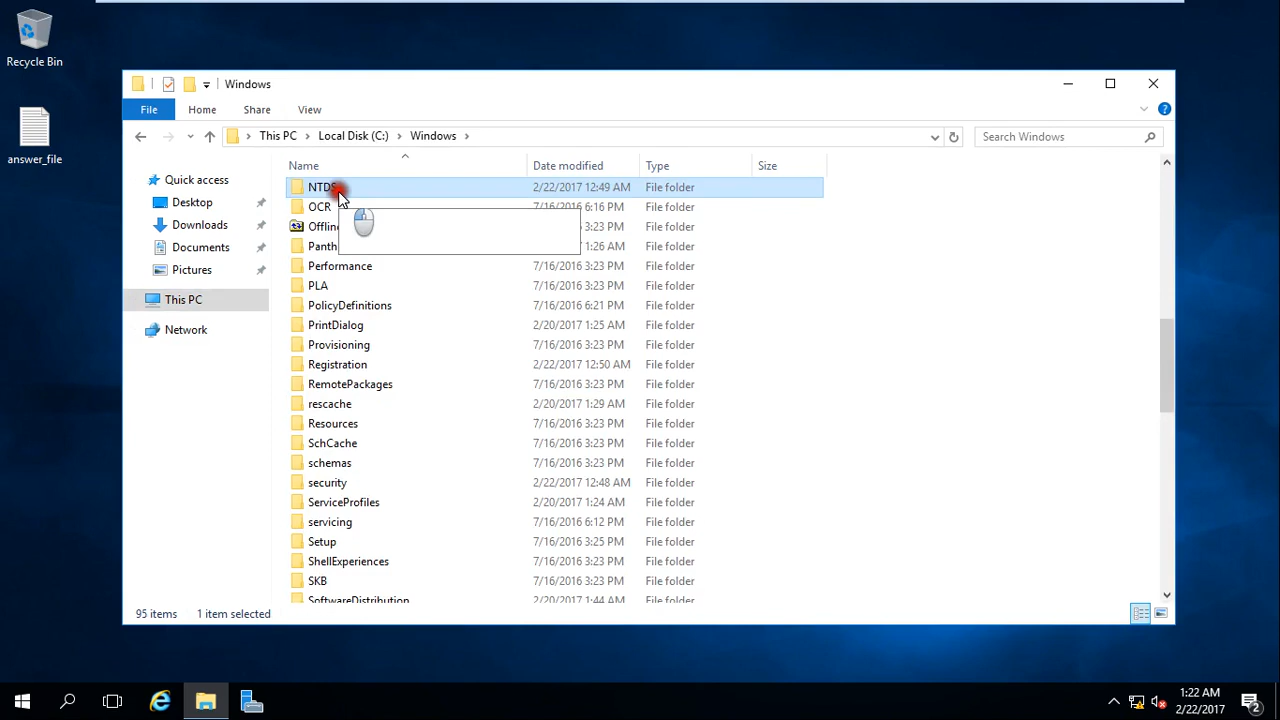 Recycle Bin
answer_file
Windows
File Home Share View
This PC Local Disk (C:) Windows Search Windows
Name Date modified Type Size
Quick access
Desktop
Downloads
Documents
Pictures
This PC
Network
NTDS 2/22/2017 12:49 AM File folder
OCR 7/16/2016 6:16 PM File folder
Offlin 3:23 PM File folder
Panth 1:26 AM File folder
Performance 7/16/2016 3:23 PM File folder
PLA 7/16/2016 3:23 PM File folder
PolicyDefinitions 7/16/2016 6:21 PM File folder
PrintDialog 2/20/2017 1:25 AM File folder
Provisioning 7/16/2016 3:23 PM File folder
Registration 2/22/2017 12:50 AM File folder
RemotePackages 7/16/2016 3:23 PM File folder
rescache 2/20/2017 1:29 AM File folder
Resources 7/16/2016 3:23 PM File folder
SchCache 7/16/2016 3:23 PM File folder
schemas 7/16/2016 3:23 PM File folder
security 2/22/2017 12:48 AM File folder
ServiceProfiles 2/20/2017 1:24 AM File folder
servicing 7/16/2016 6:12 PM File folder
Setup 7/16/2016 3:25 PM File folder
ShellExperiences 7/16/2016 3:23 PM File folder
SKB 7/16/2016 3:23 PM File folder
SoftwareDistribution 2/20/2017 1:44 AM File folder
95 items 1 item selected
1:22 AM
2/22/2017
2